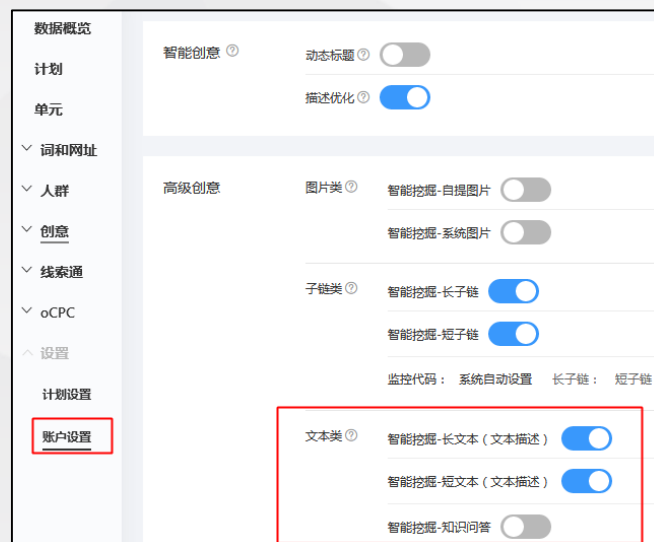 数据概览
计划
单元
词和网址
人群
创意
线索通
oCPC
设置
计划设置
账户设置
智能创意
动态标题
描述优化
高级创意
图片类
智能挖掘-自提图片
智能挖掘-系统图片
子链类
智能挖掘-长子链
智能挖掘-短子链
监控代码： 系统自动设置 长子链： 短子链
文本类
智能挖掘-长文本（文本描述）
智能挖掘-短文本（文本描述）
智能挖掘-知识问答